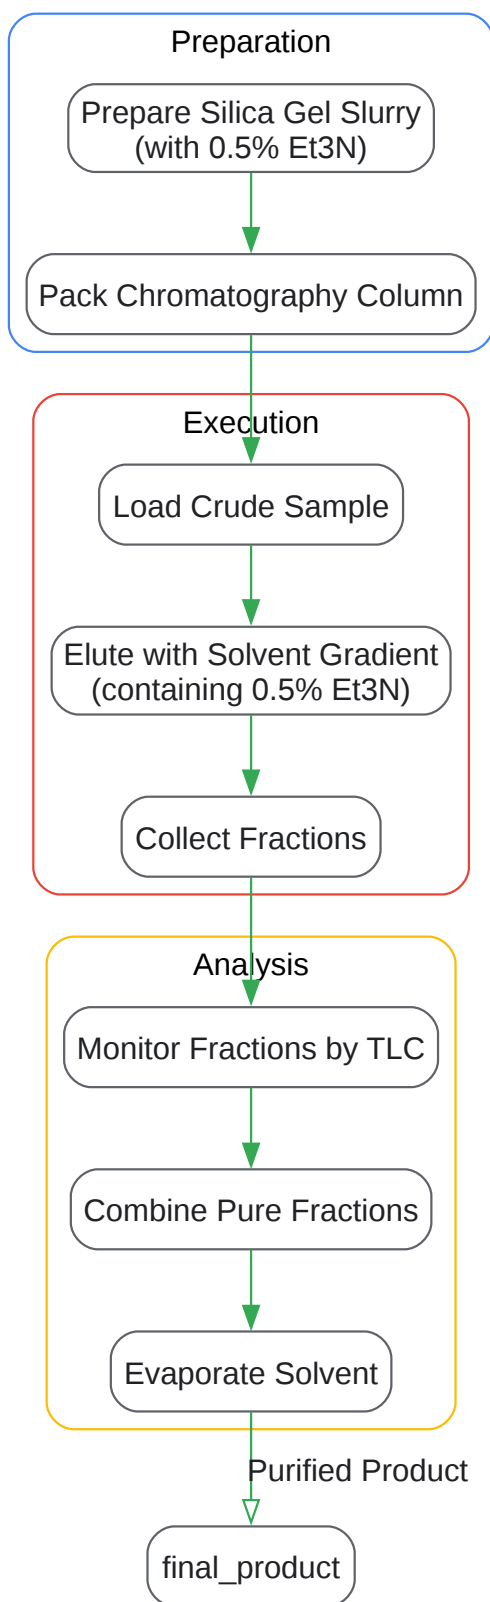 Preparation
Prepare Silica Gel Slurry
(with 0.5% Et3N)
Pack Chromatography Column
Execution
Load Crude Sample
Elute with Solvent Gradient
(containing 0.5% Et3N)
Collect Fractions
Analysis
Monitor Fractions by TLC
Combine Pure Fractions
Evaporate Solvent
Purified Product
final_product